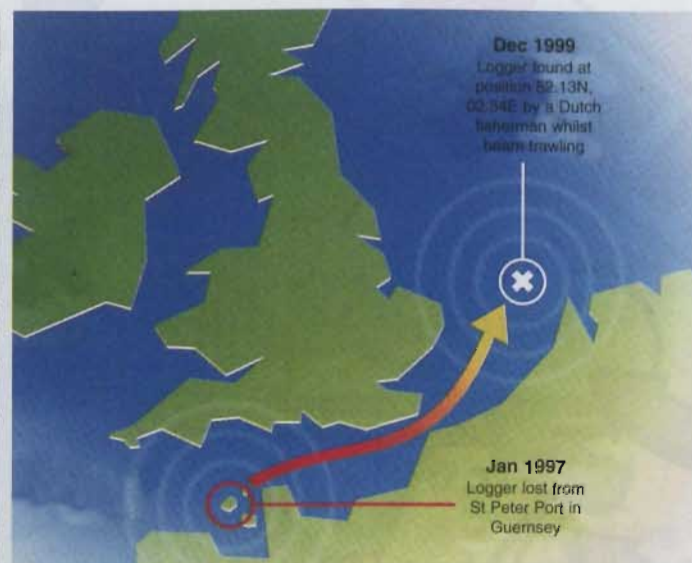 Dec 1999
Logger found at
position 52.13N,
02.54E by a Dutch
fisherman whilst
beam trawling
Jan 1997
Logger lost from
St Peter Port in
Guernsey